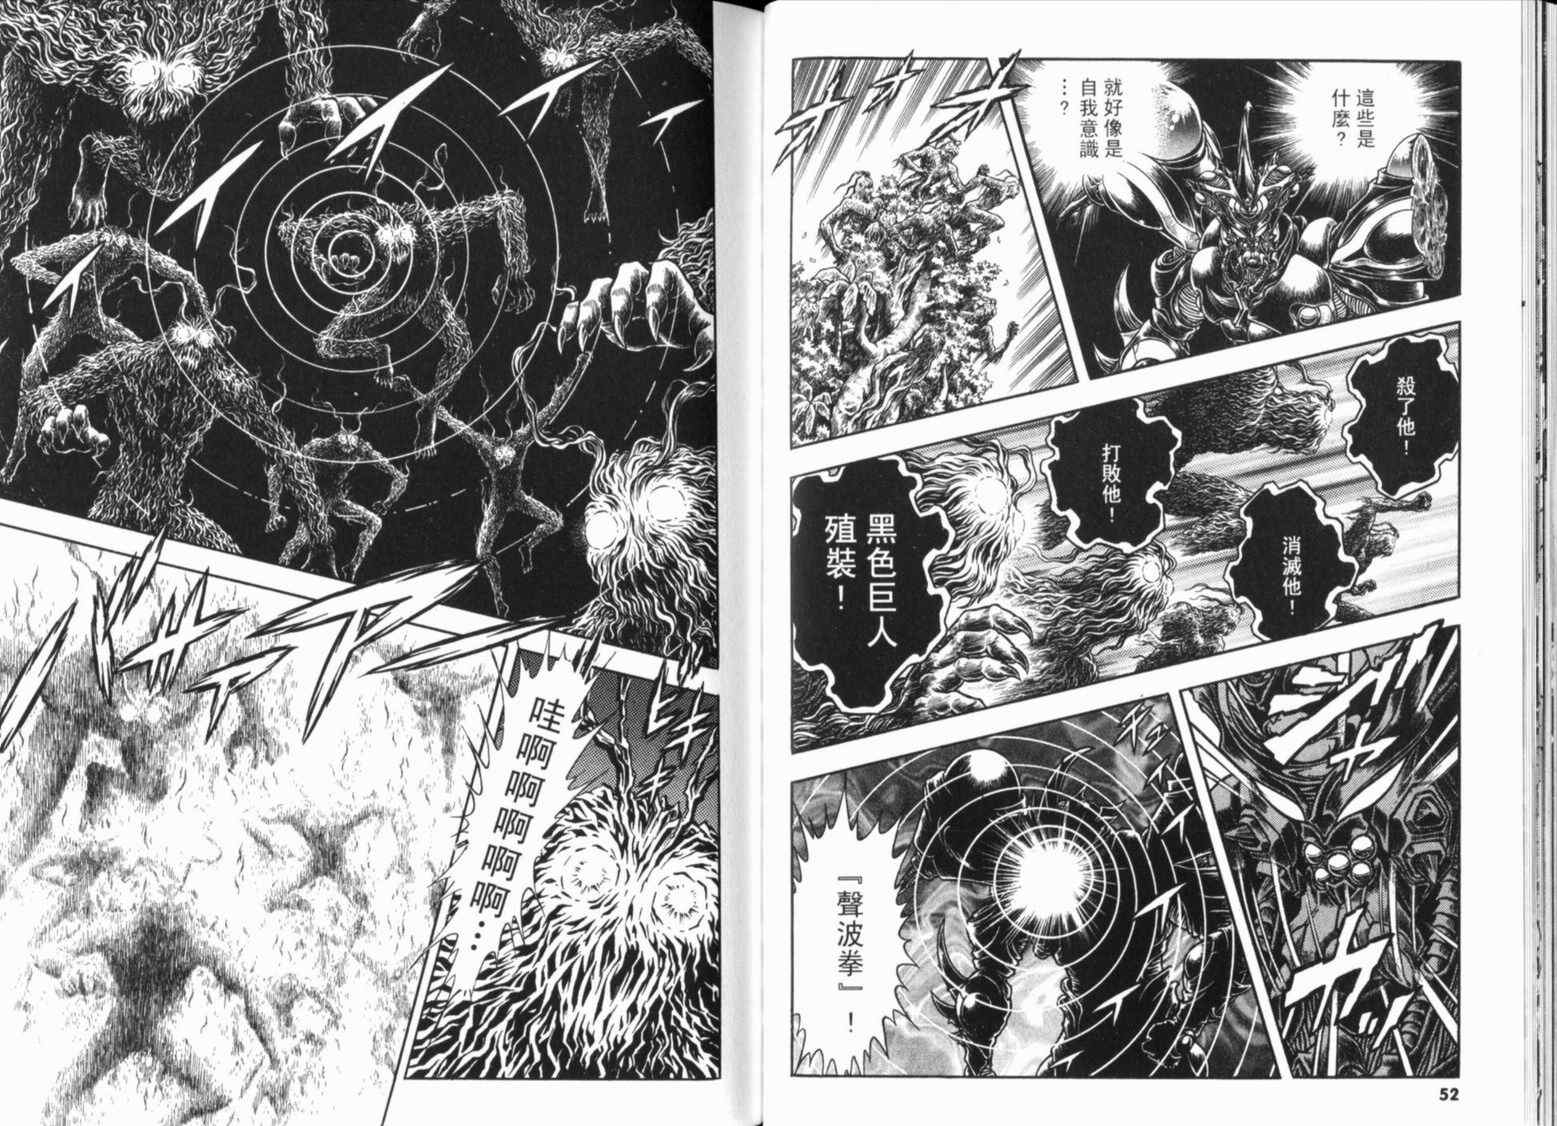 這些是
什麼?
就好像是
自我意識
…?
殺了他!
打敗他!
消滅他!
黑色巨人
殖裝!
『聲波拳』!
52
哇啊啊啊啊啊…